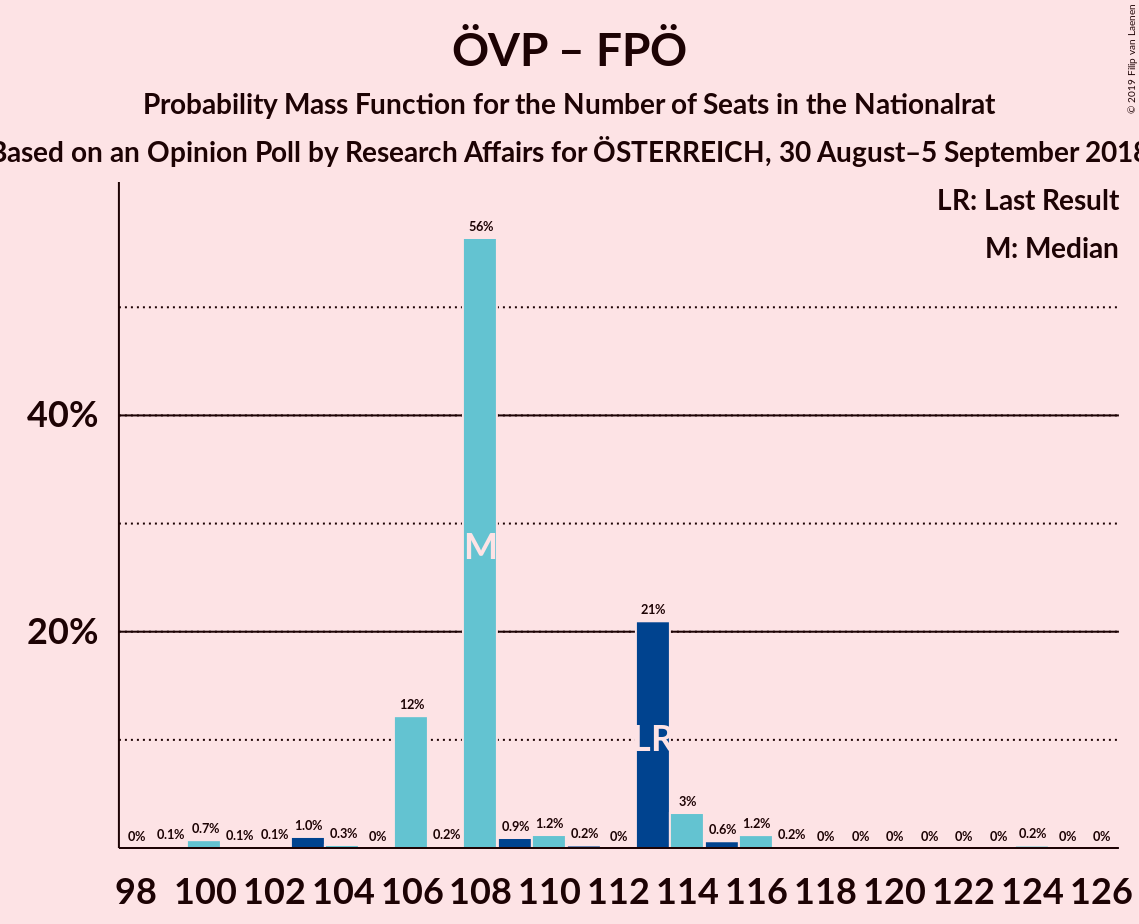 ÖVP – FPÖ
Probability Mass Function for the Number of Seats in the Nationalrat
Based on an Opinion Poll by Research Affairs for ÖSTERREICH, 30 August–5 September 2018
© 2019 Filip van Laenen
LR: Last Result
M: Median
40%
20%
0% 0.1% 0.7% 0.1% 0.1% 1.0% 0.3% 0% 12% 0.2% 56% 0.9% 1.2% 0.2% 0% 21% 3% 0.6% 1.2% 0.2% 0% 0% 0% 0% 0% 0% 0.2% 0% 0%
M
LR
98 100 102 104 106 108 110 112 114 116 118 120 122 124 126